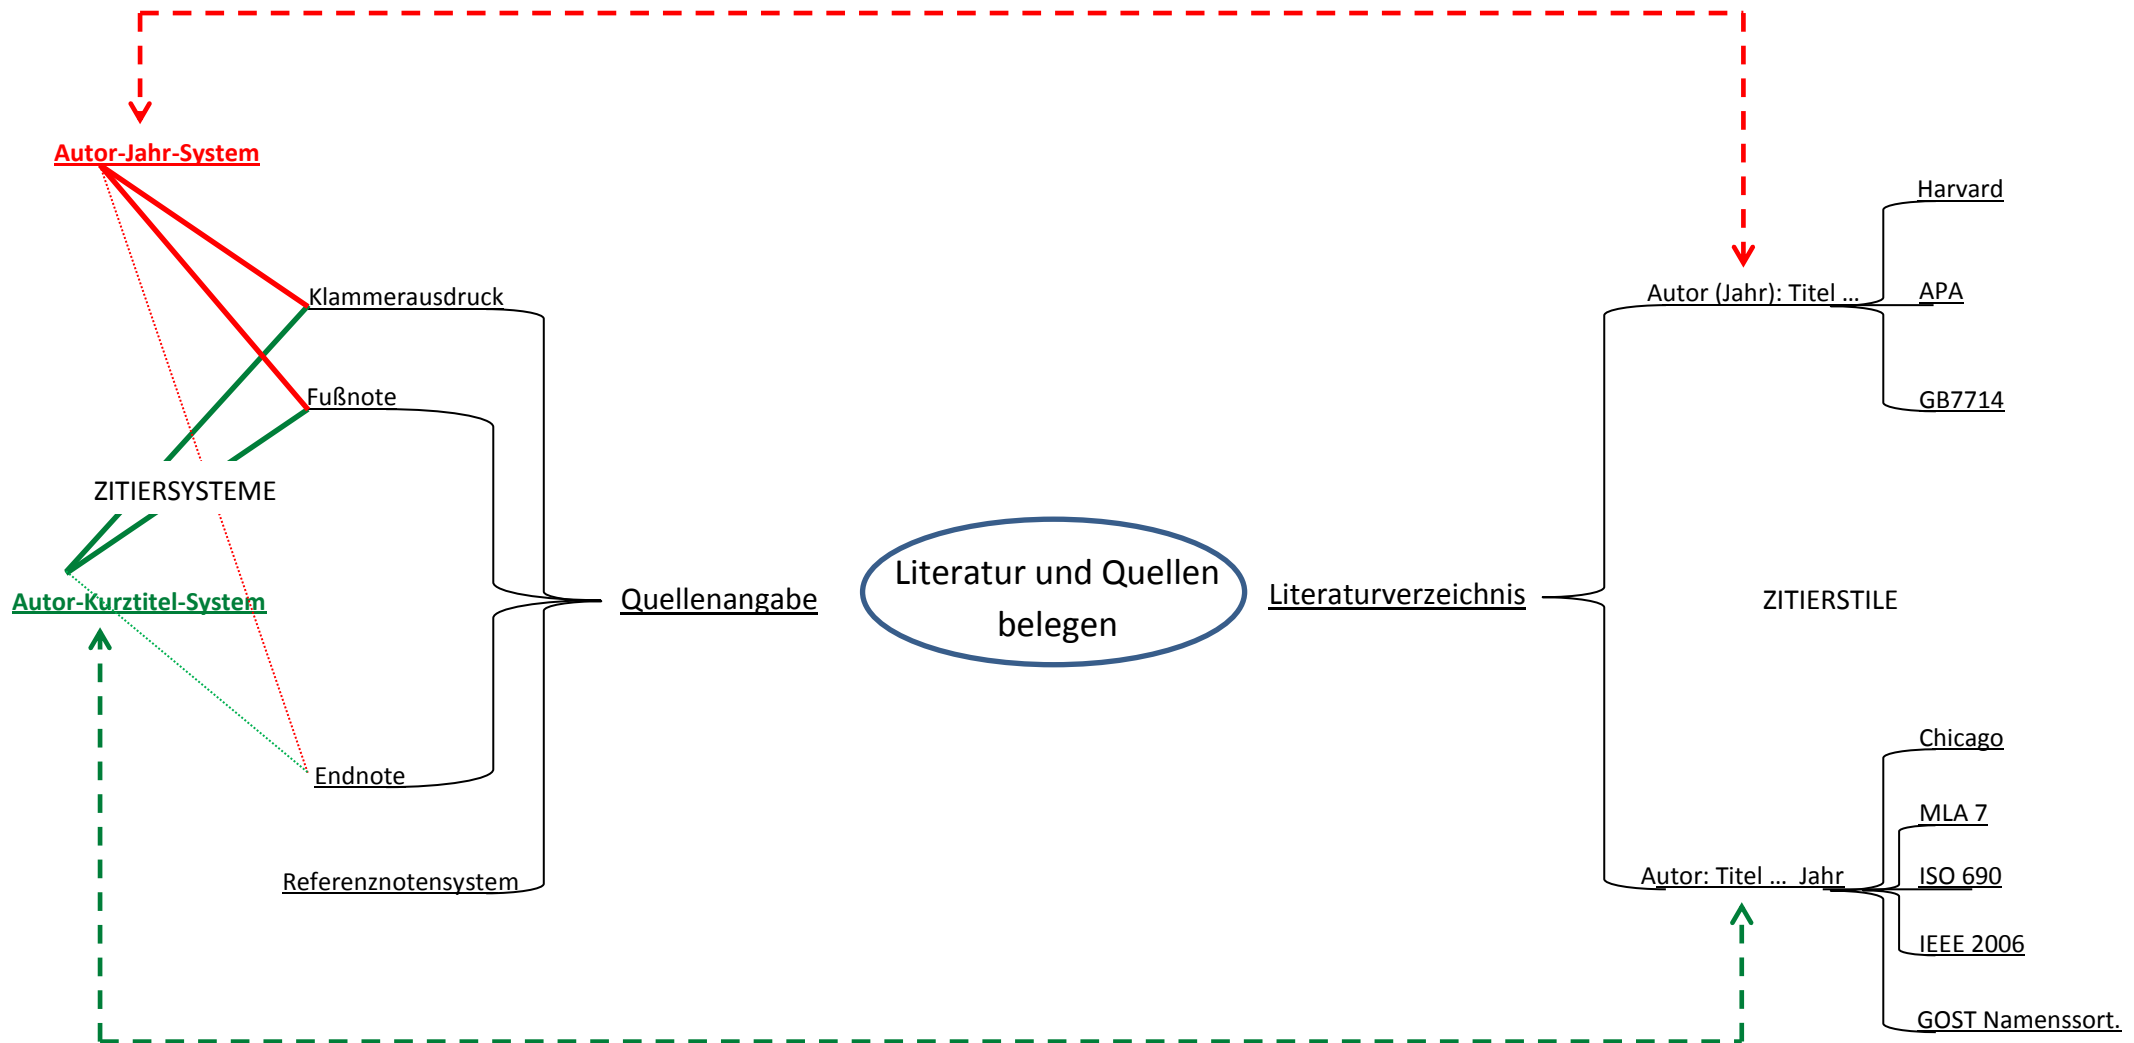 Autor-Jahr-System
Klammerausdruck
Fußnote
ZITIERSYSTEME
Autor-Kurztitel-System
Endnote
Referenznotensystem
Quellenangabe
Literatur und Quellen
belegen
Literaturverzeichnis
Autor (Jahr): Titel ...
Harvard
APA
GB7714
ZITIERSTILE
Autor: Titel ... Jahr
Chicago
MLA 7
ISO 690
IEEE 2006
GOST Namenssort.